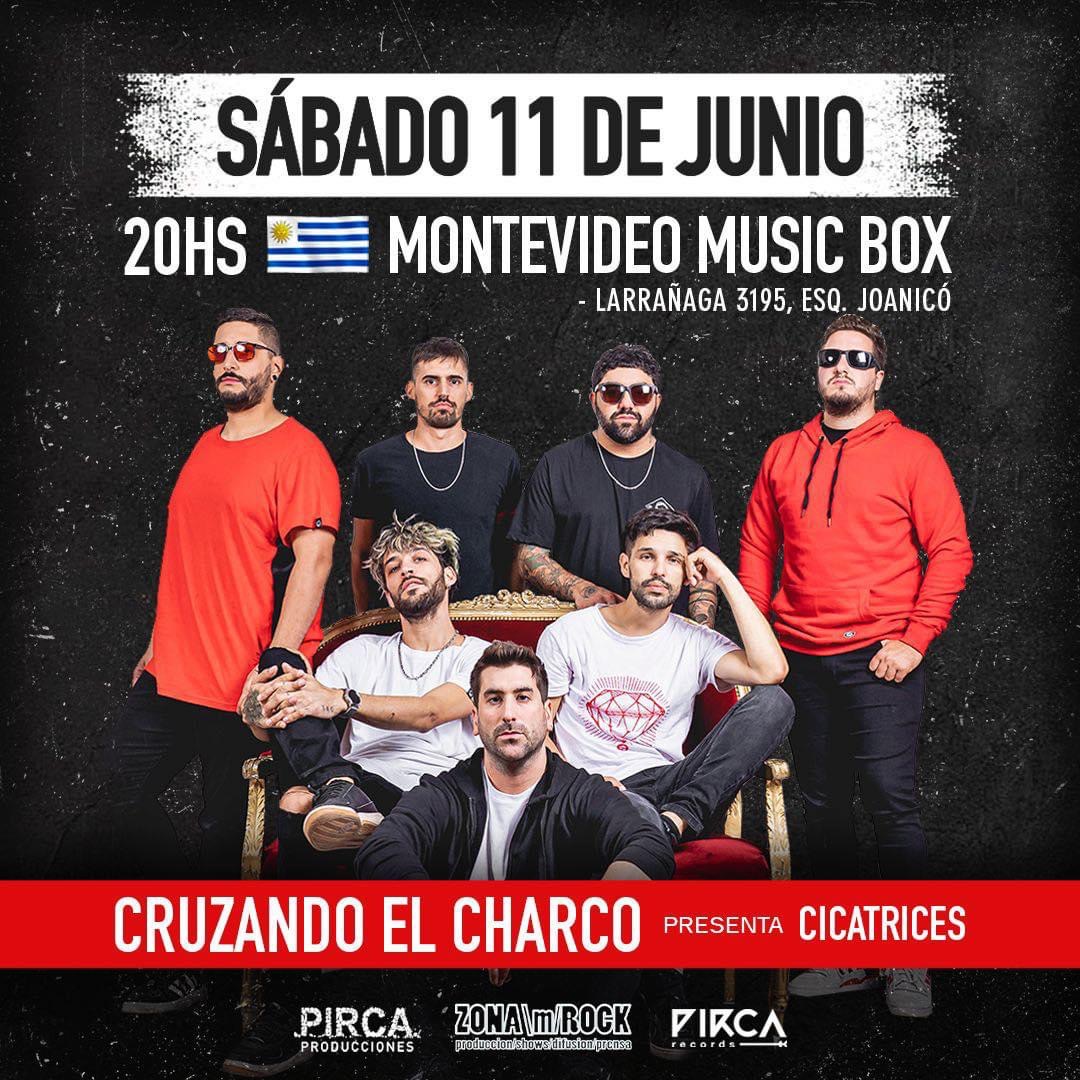 SÁBADO 11 DE JUNIO
20HS MONTEVIDEO MUSIC BOX
- LARRAÑAGA 3195, ESQ. JOANICÓ
CRUZANDO EL CHARCO PRESENTA CICATRICES
PIRCA PRODUCCIONES
ZONA\m/ROCK
produccion/shows/difusion/prensa
PIRCA records